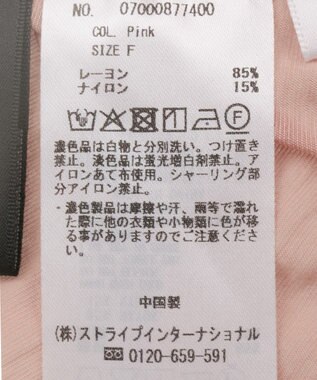 NO. 07000877400
COL. Pink
SIZE F
レーヨン 85%
ナイロン 15%
濃色品は白物と分別洗い。つけ置き
禁止。淡色品は蛍光増白剤禁止。ア
イロンあて布使用。シャーリング部
分アイロン禁止。
・濃色製品は摩擦や汗、雨等で濡れ
た際に他の衣類や小物類に色が移
る事がありますのでご注意くださ
い。
中国製
(株)ストライプインターナショナル
0120-659-591